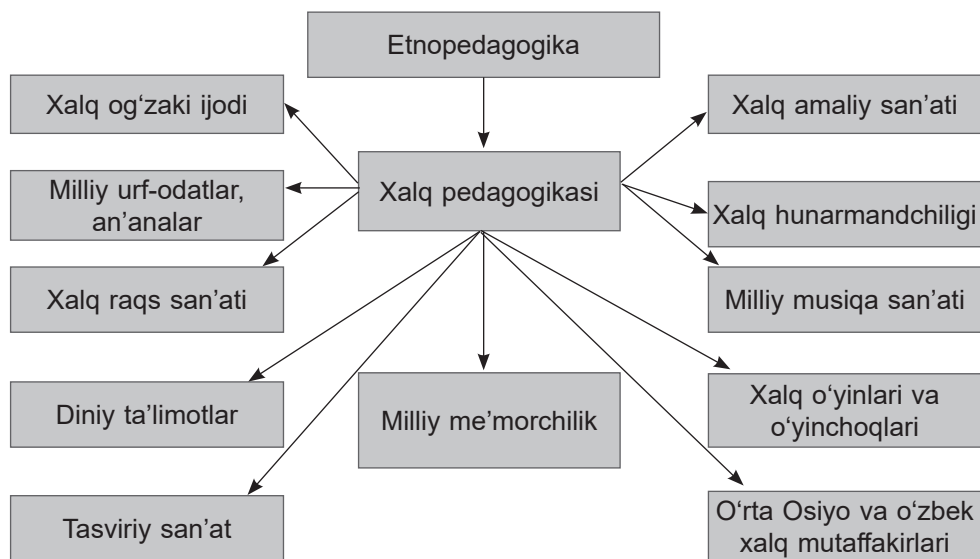 Etnopedagogika
Xalq og‘zaki ijodi
Xalq amaliy san’ati
Milliy urf-odatlar,
an’analar
Xalq pedagogikasi
Xalq hunarmandchiligi
Xalq raqs san’ati
Milliy musiqa san’ati
Diniy ta’limotlar
Milliy me’morchilik
Xalq o‘yinlari va
o‘yinchoqlari
Tasviriy san’at
O‘rta Osiyo va o‘zbek
xalq mutaffakirlari